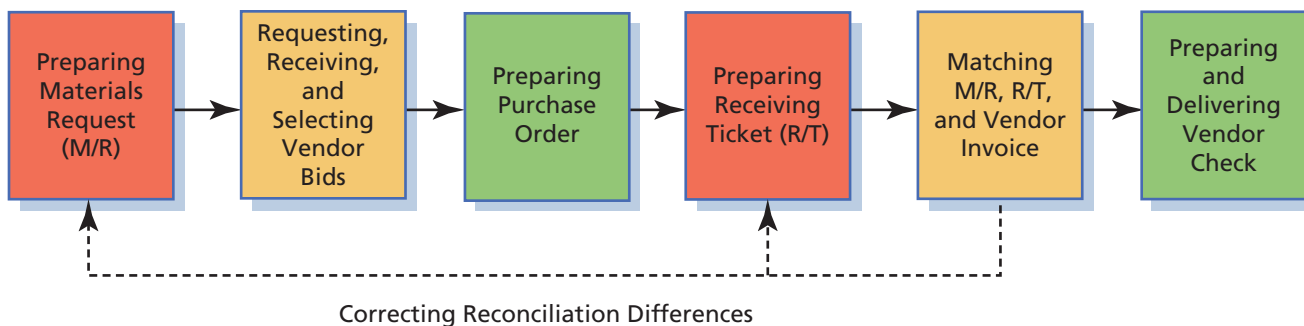 Preparing
Materials
Request
(M/R)
Requesting,
Receiving,
and
Selecting
Vendor
Bids
Preparing
Purchase
Order
Preparing
Receiving
Ticket (R/T)
Matching
M/R, R/T,
and Vendor
Invoice
Preparing
and
Delivering
Vendor
Check
Correcting Reconciliation Differences